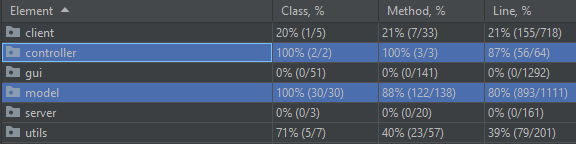 Element Class, % Method, % Line, %
client 20% (1/5) 21% (7/33) 21% (155/718)
controller 100% (2/2) 100% (3/3) 87% (56/64)
gui 0% (0/51) 0% (0/141) 0% (0/1292)
model 100% (30/30) 88% (122/138) 80% (893/1111)
server 0% (0/3) 0% (0/20) 0% (0/161)
utils 71% (5/7) 40% (23/57) 39% (79/201)